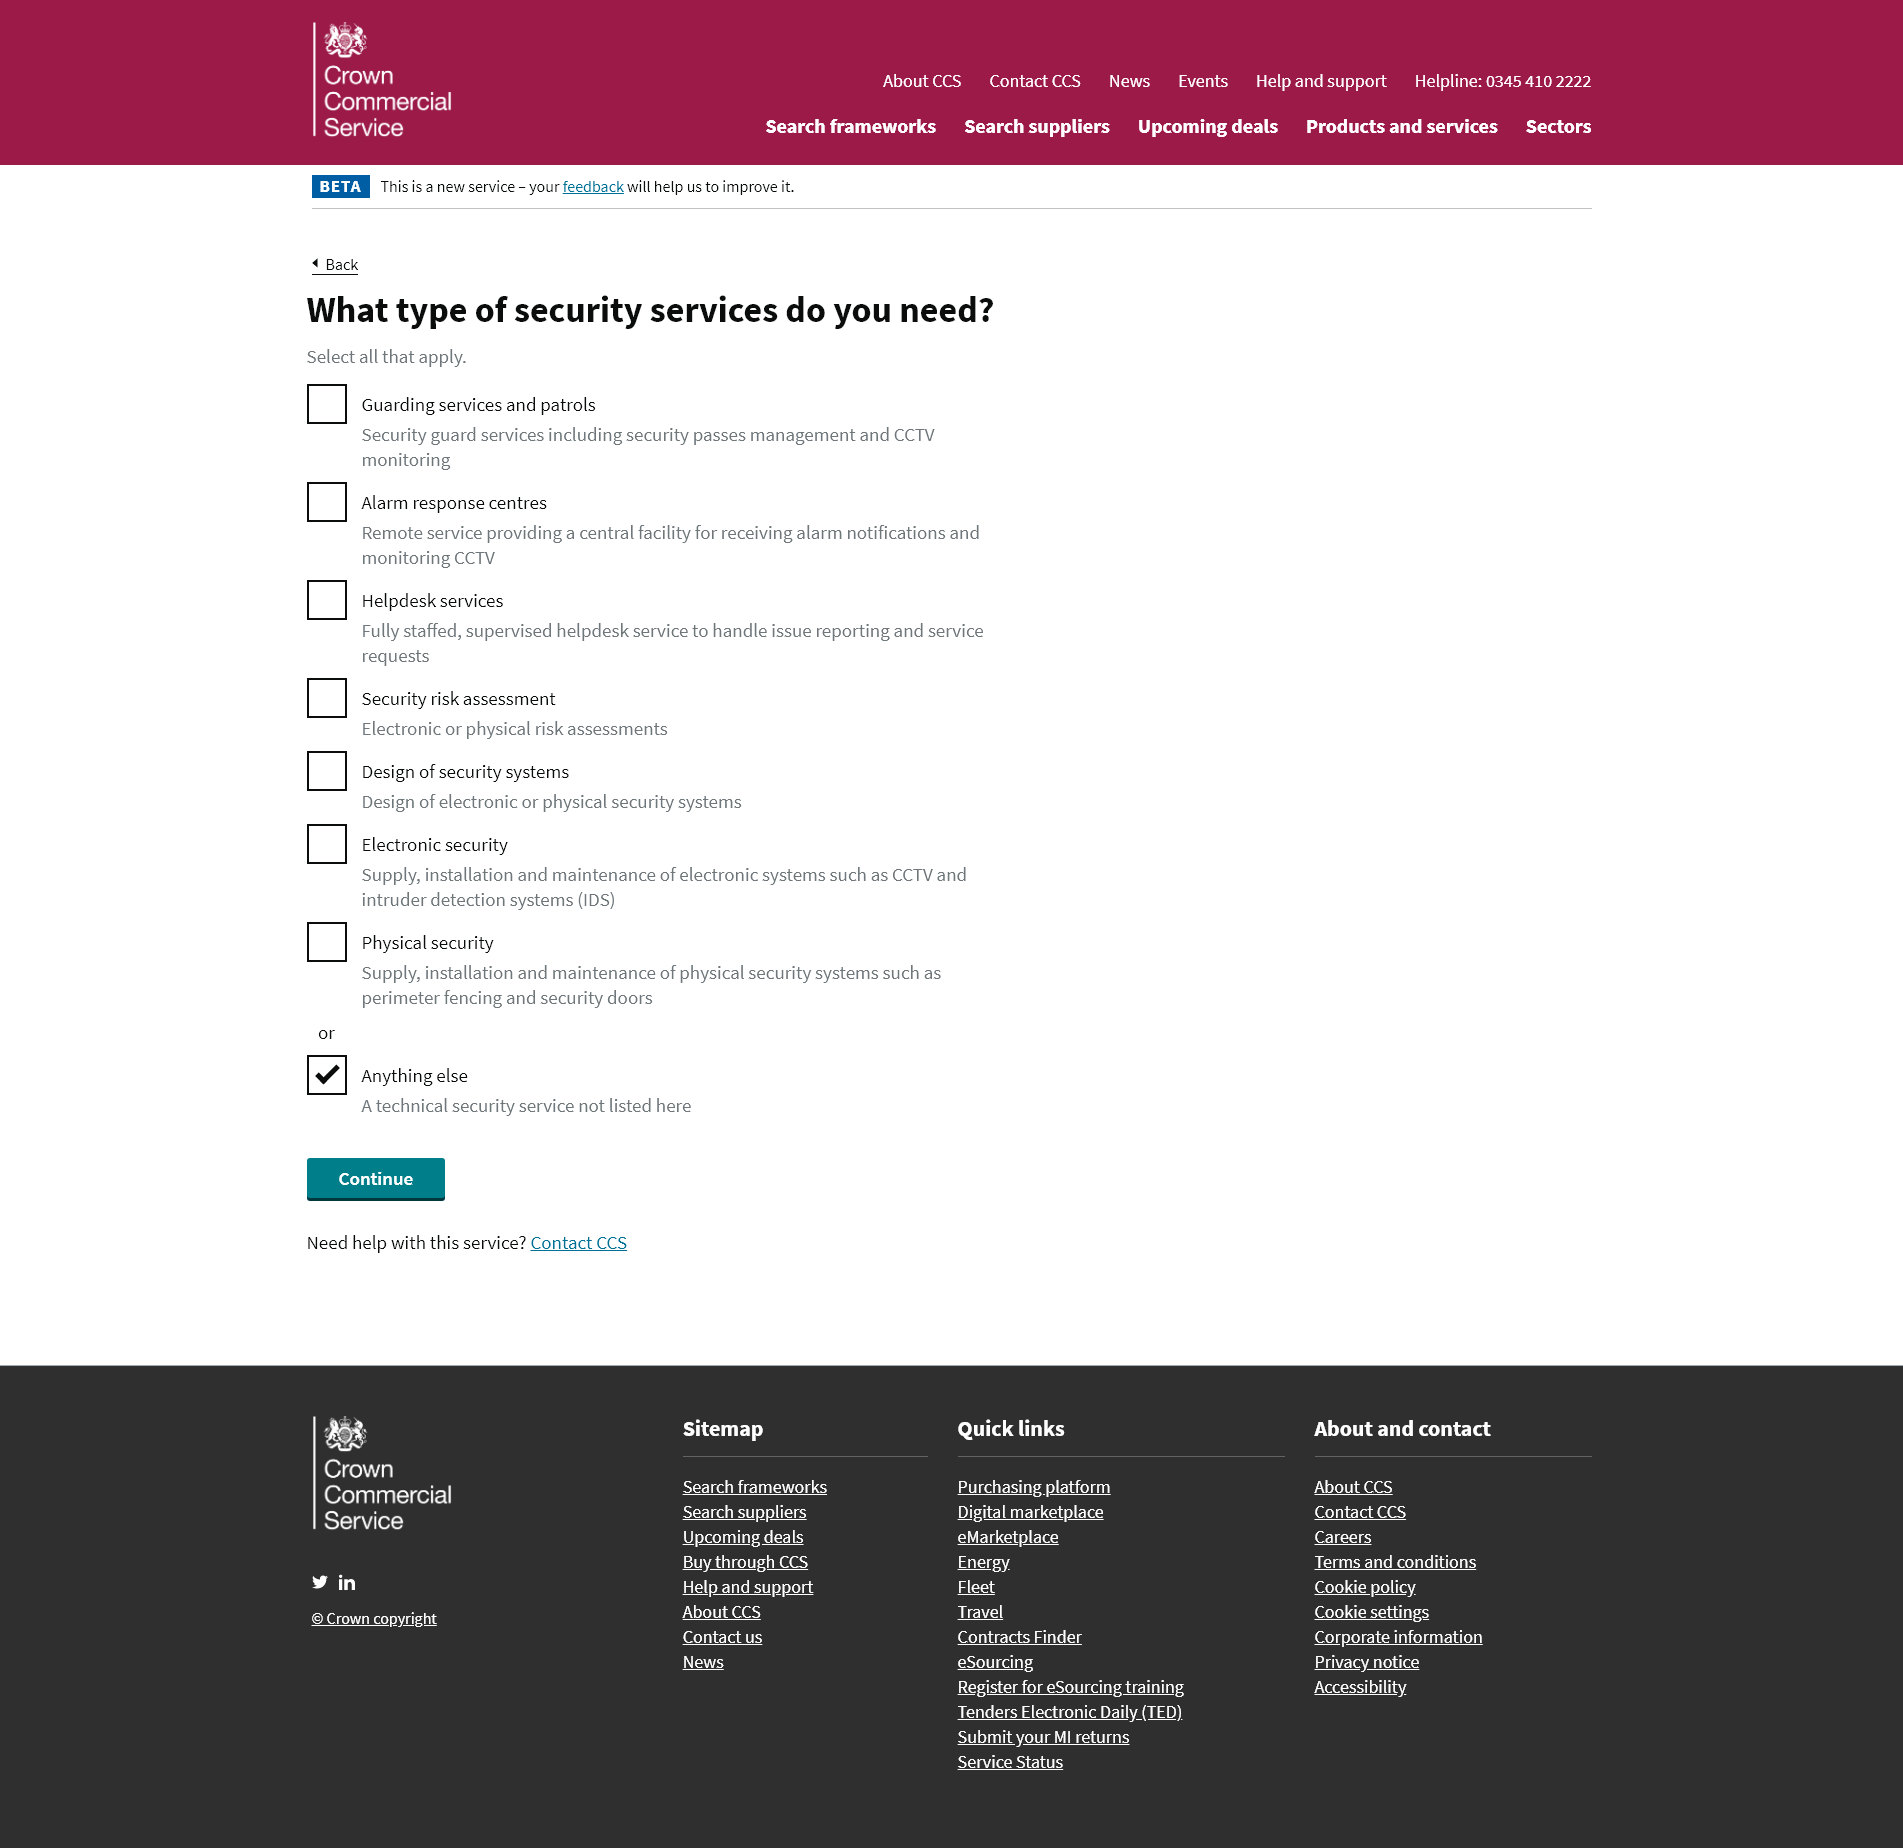 Crown
Commercial
Service
About CCS Contact CCS News Events Help and support Helpline: 0345 410 2222
Search frameworks Search suppliers Upcoming deals Products and services Sectors
BETA This is a new service – your feedback will help us to improve it.
Back
What type of security services do you need?
Select all that apply.
Guarding services and patrols
Security guard services including security passes management and CCTV
monitoring
Alarm response centres
Remote service providing a central facility for receiving alarm notifications and
monitoring CCTV
Helpdesk services
Fully staffed, supervised helpdesk service to handle issue reporting and service
requests
Security risk assessment
Electronic or physical risk assessments
Design of security systems
Design of electronic or physical security systems
Electronic security
Supply, installation and maintenance of electronic systems such as CCTV and
intruder detection systems (IDS)
Physical security
Supply, installation and maintenance of physical security systems such as
perimeter fencing and security doors
or
Anything else
A technical security service not listed here
Continue
Need help with this service? Contact CCS
Crown
Commercial
Service
© Crown copyright
Sitemap
Search frameworks
Search suppliers
Upcoming deals
Buy through CCS
Help and support
About CCS
Contact us
News
Quick links
Purchasing platform
Digital marketplace
eMarketplace
Energy
Fleet
Travel
Contracts Finder
eSourcing
Register for eSourcing training
Tenders Electronic Daily (TED)
Submit your MI returns
Service Status
About and contact
About CCS
Contact CCS
Careers
Terms and conditions
Cookie policy
Cookie settings
Corporate information
Privacy notice
Accessibility